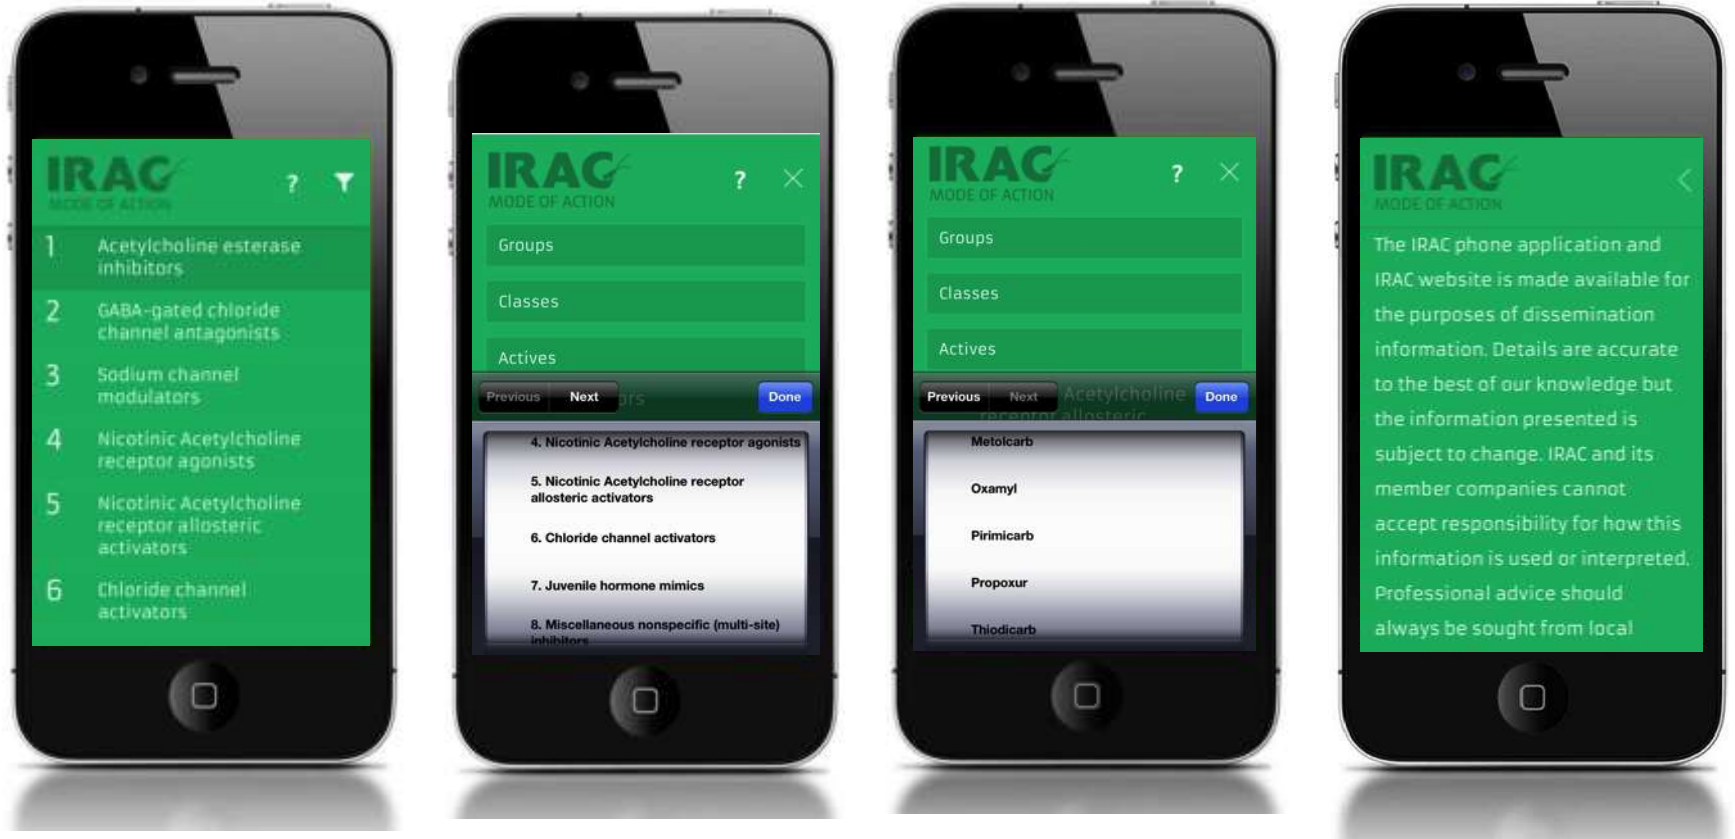 IRAC
MODE OF ACTION
?
1 Acetylcholine esterase
inhibitors
2 GABA-gated chloride
channel antagonists
3 Sodium channel
modulators
4 Nicotinic Acetylcholine
receptor agonists
5 Nicotinic Acetylcholine
receptor allosteric
activators
6 Chloride channel
activators
IRAC
MODE OF ACTION
?
Groups
Classes
Actives
Previous Next Done
4. Nicotinic Acetylcholine receptor agonists
5. Nicotinic Acetylcholine receptor
allosteric activators
6. Chloride channel activators
7. Juvenile hormone mimics
8. Miscellaneous nonspecific (multi-site)
inhibitors
IRAC
MODE OF ACTION
?
Groups
Classes
Actives
Previous Next Acetylcholine Done
receptor allosteric
Metolcarb
Oxamyl
Pirimicarb
Propoxur
Thiodicarb
IRAC
MODE OF ACTION
The IRAC phone application and
IRAC website is made available for
the purposes of dissemination
information. Details are accurate
to the best of our knowledge but
the information presented is
subject to change. IRAC and its
member companies cannot
accept responsibility for how this
information is used or interpreted.
Professional advice should
always be sought from local